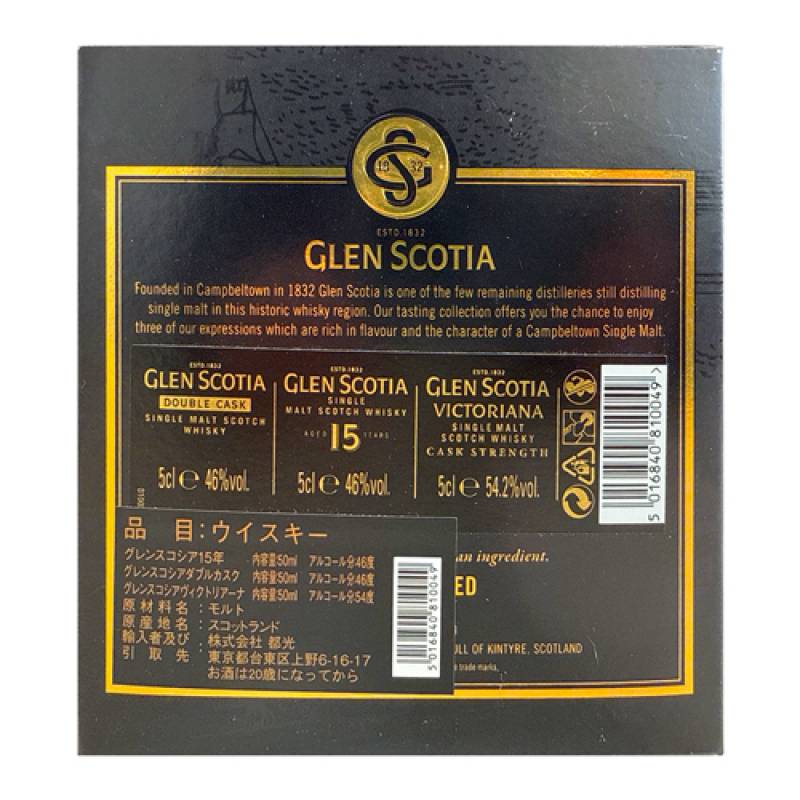 1832
ESTD.1832
GLEN SCOTIA
Founded in Campbeltown in 1832 Glen Scotia is one of the few remaining distilleries still distilling
single malt in this historic whisky region. Our tasting collection offers you the chance to enjoy
three of our expressions which are rich in flavour and the character of a Campbeltown Single Malt.
ESTD.1832
GLEN SCOTIA
DOUBLE CASK
SINGLE MALT SCOTCH
WHISKY
5cl e 46%vol.
ESTD.1832
GLEN SCOTIA
SINGLE
MALT SCOTCH WHISKY
AGED 15 YEARS
5cl e 46%vol.
ESTD.1832
GLEN SCOTIA
VICTORIANA
SINGLE MALT
SCOTCH WHISKY
CASK STRENGTH
5cl e 54.2%vol.
5 016840 810049 >
品 目:ウイスキー
グレンスコシア15年 内容量50ml アルコール分46度
グレンスコシアダブルカスク 内容量50ml アルコール分46度
グレンスコシアヴィクトリアーナ 内容量50ml アルコール分54度
原材料名:モルト
原産地名:スコットランド
輸入者及び:株式会社 都光
引取先 東京都台東区上野6-16-17
お酒は20歳になってから
5 016840 810049
an ingredient.
ED
ULL OF KINTYRE, SCOTLAND
trade marks.